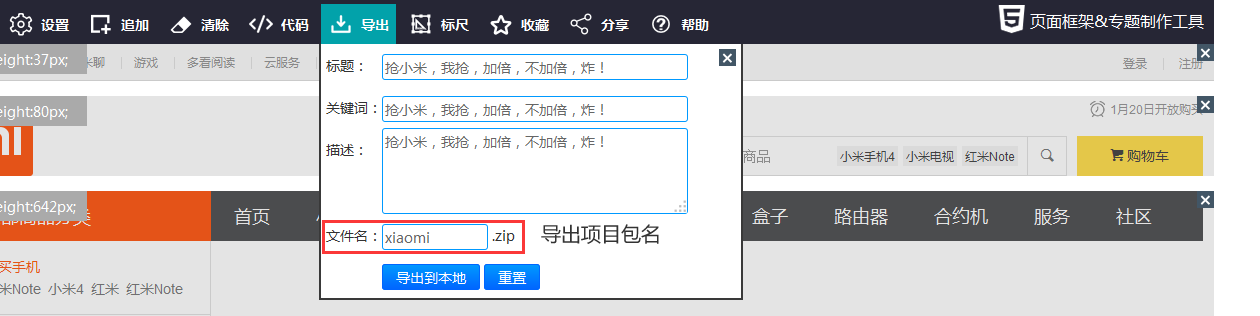 设置 追加 清除 代码 导出 标尺 收藏 分享 帮助 页面框架&专题制作工具
eight:37px; 米聊 | 游戏 | 多看阅读 | 云服务 登录 | 注册
标题： 抢小米，我抢，加倍，不加倍，炸！
eight:80px; 关键词： 抢小米，我抢，加倍，不加倍，炸！ 1月20日开放购买
描述： 抢小米，我抢，加倍，不加倍，炸！
商品 小米手机4 小米电视 红米Note 购物车
eight:642px;
首页 盒子 路由器 合约机 服务 社区
文件名： xiaomi .zip 导出项目包名
买手机
导出到本地 重置
米Note 小米4 红米 红米Note